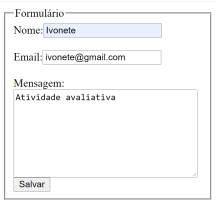 Formulário
Nome: Ivonete
Email: ivonete@gmail.com
Mensagem:
Atividade avaliativa
Salvar